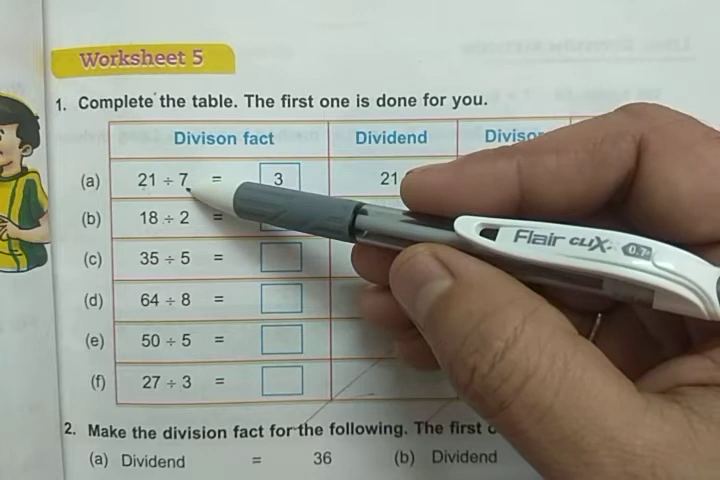 Worksheet 5
1. Complete the table. The first one is done for you.
Divison fact Dividend
(a) 21 ÷ 7 = 3 21
(b) 18 ÷ 2 =
(c) 35 ÷ 5 =
(d) 64 ÷ 8 =
(e) 50 ÷ 5 =
(f) 27 ÷ 3 =
Flair CLIX 0.7
2. Make the division fact for the following. The first
(a) Dividend = 36 (b) Dividend